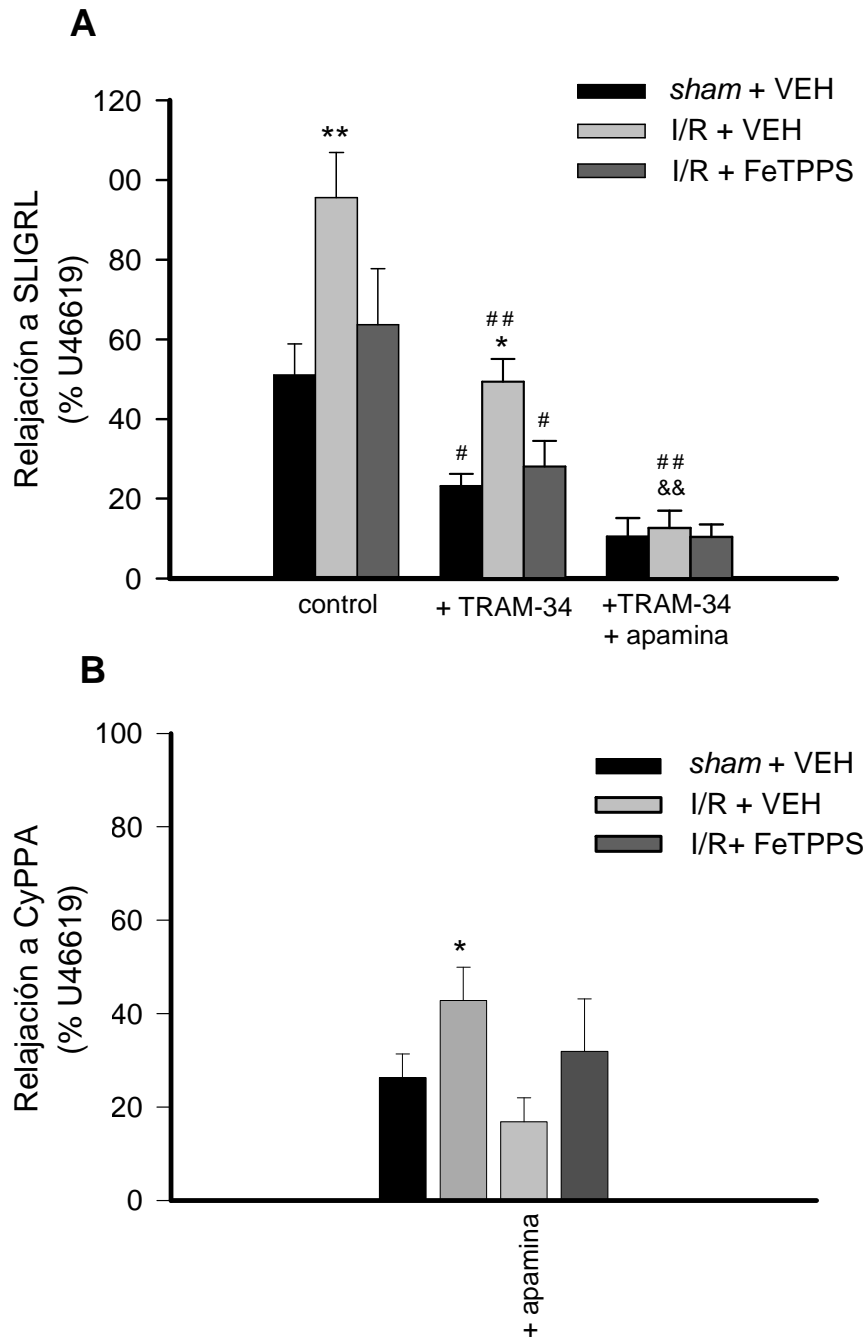 A
sham + VEH
I/R + VEH
I/R + FeTPPS
Relajación a SLIGRL
(% U46619)
120
00
80
60
40
20
0
**
##
*
#
#
##
&&
control
+ TRAM-34
+TRAM-34
+ apamina
B
sham + VEH
I/R + VEH
I/R+ FeTPPS
Relajación a CyPPA
(% U46619)
100
80
60
40
20
0
*
+ apamina